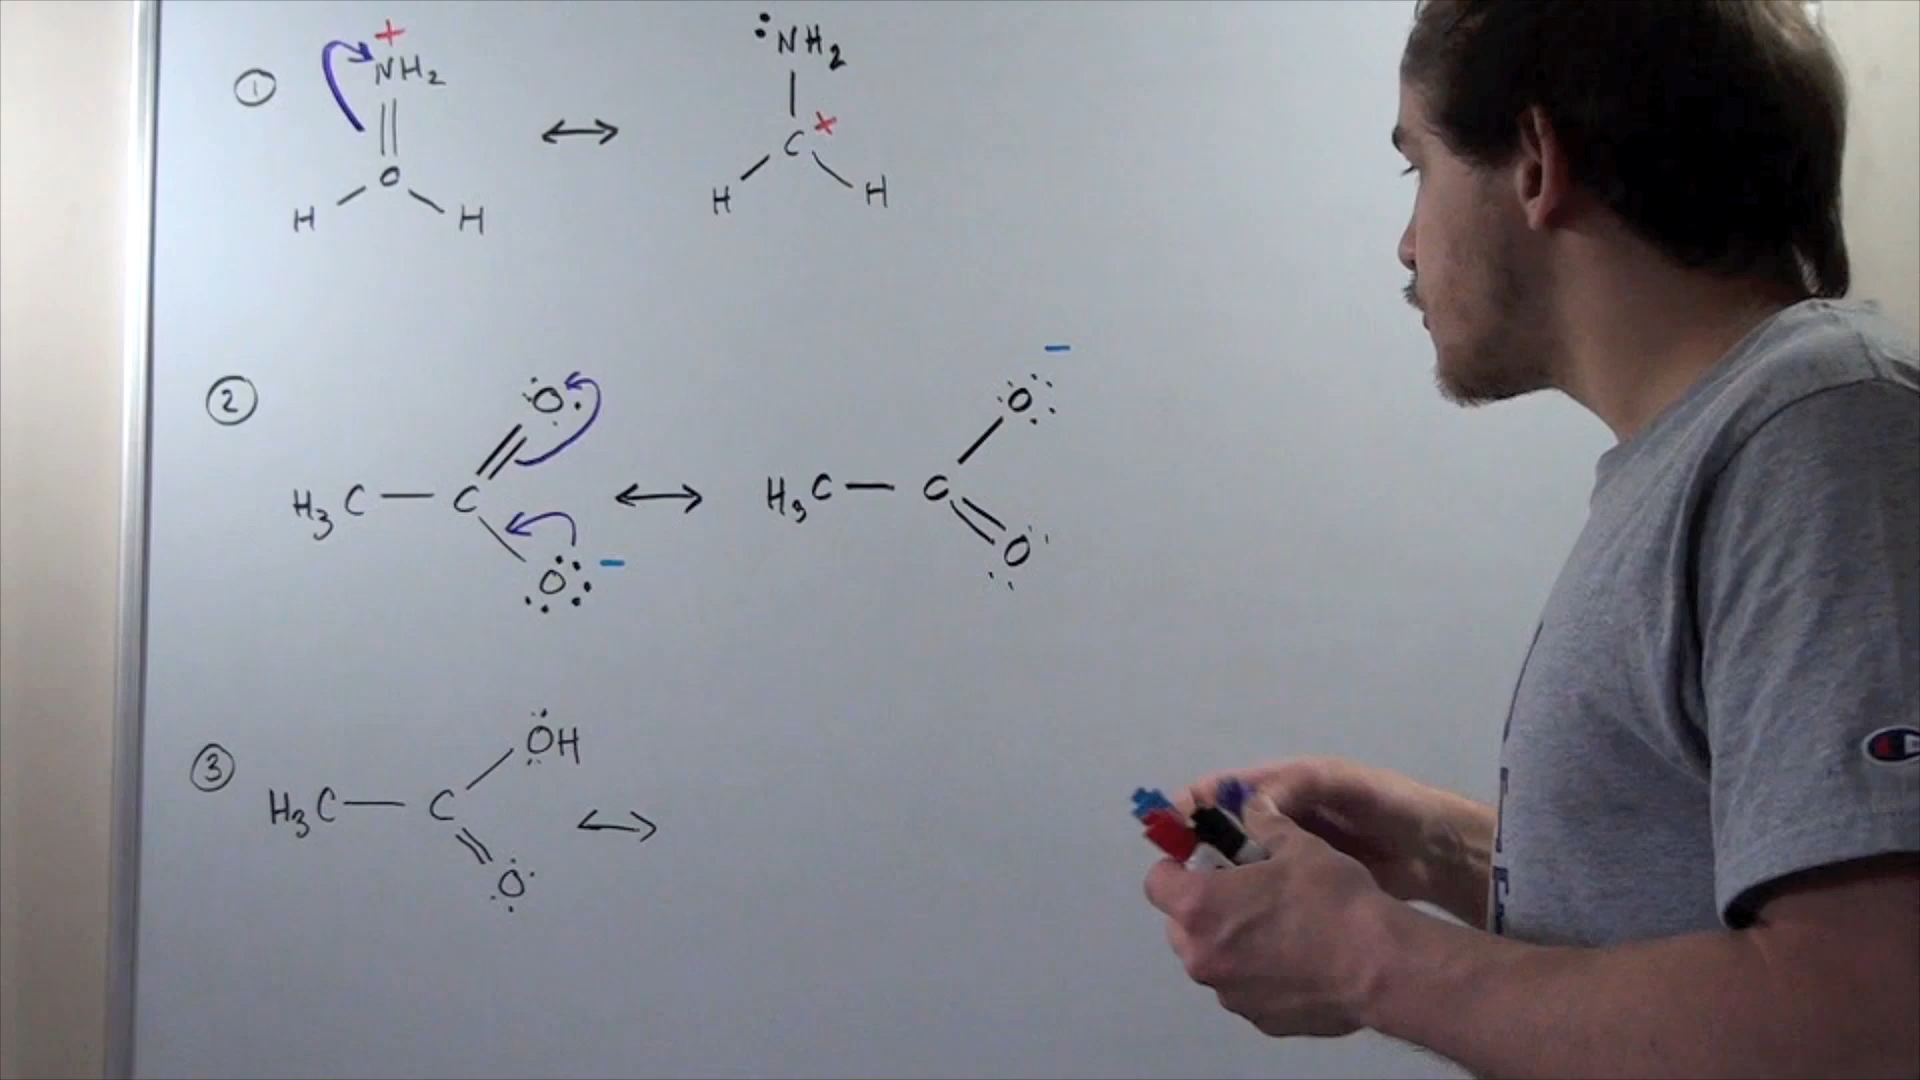 ① +
NH₂ ↔ :NH₂
C C +
H H H H
② O: O: −
H₃C — C ↔ H₃C — C
O: − O
③ OH
H₃C — C ↔
O